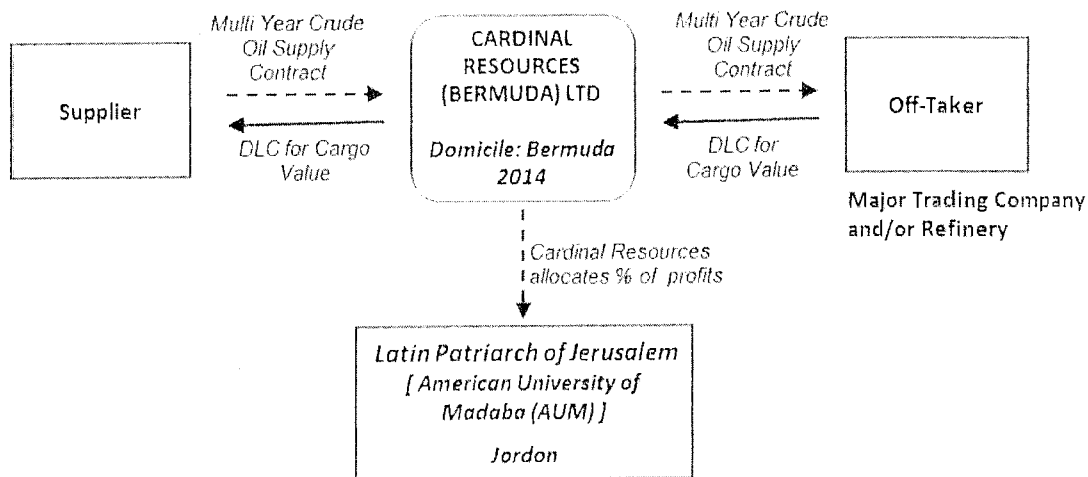 Supplier
Multi Year Crude
Oil Supply
Contract
DLC for Cargo
Value
CARDINAL
RESOURCES
(BERMUDA) LTD
Domicile: Bermuda
2014
Multi Year Crude
Oil Supply
Contract
DLC for
Cargo Value
Off-Taker
Major Trading Company
and/or Refinery
Cardinal Resources
allocates % of profits
Latin Patriarch of Jerusalem
[ American University of
Madaba (AUM) ]
Jordon